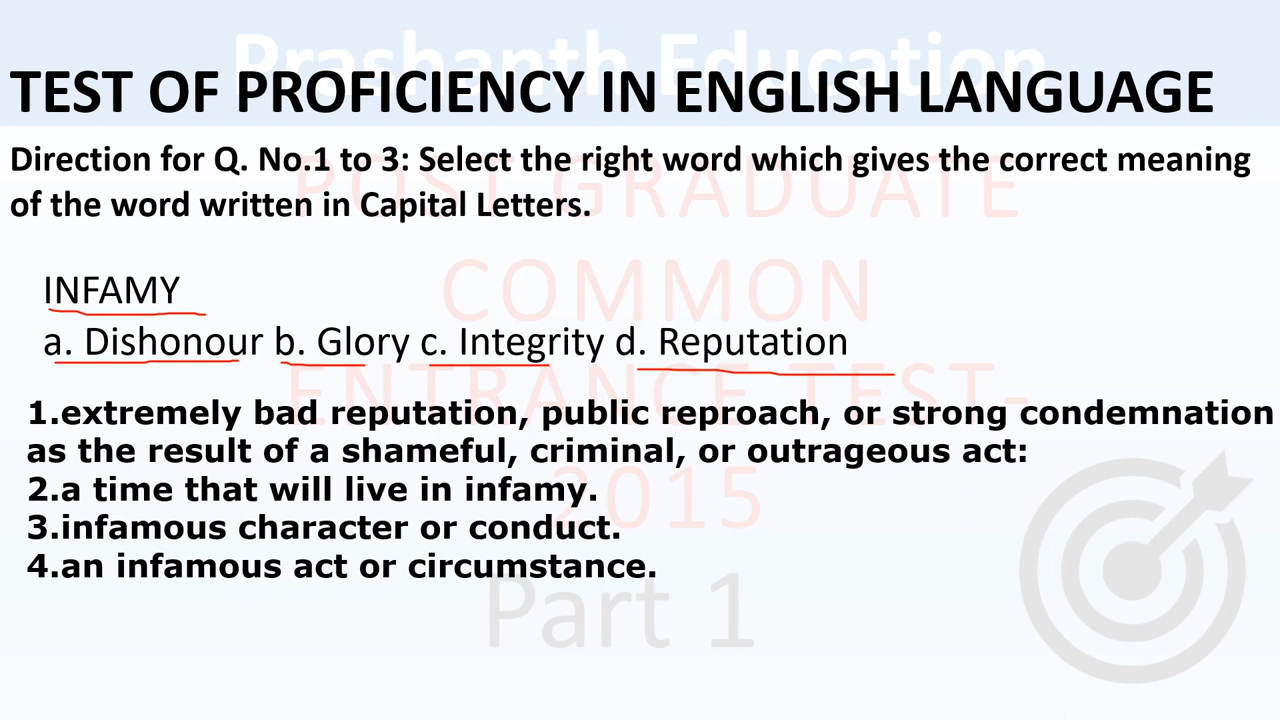 Prashanth Education
TEST OF PROFICIENCY IN ENGLISH LANGUAGE
Direction for Q. No.1 to 3: Select the right word which gives the correct meaning
of the word written in Capital Letters.
POST GRADUATE
COMMON
ENTRANCE TEST-
2015
Part 1
INFAMY
a. Dishonour b. Glory c. Integrity d. Reputation
1.extremely bad reputation, public reproach, or strong condemnation
as the result of a shameful, criminal, or outrageous act:
2.a time that will live in infamy.
3.infamous character or conduct.
4.an infamous act or circumstance.